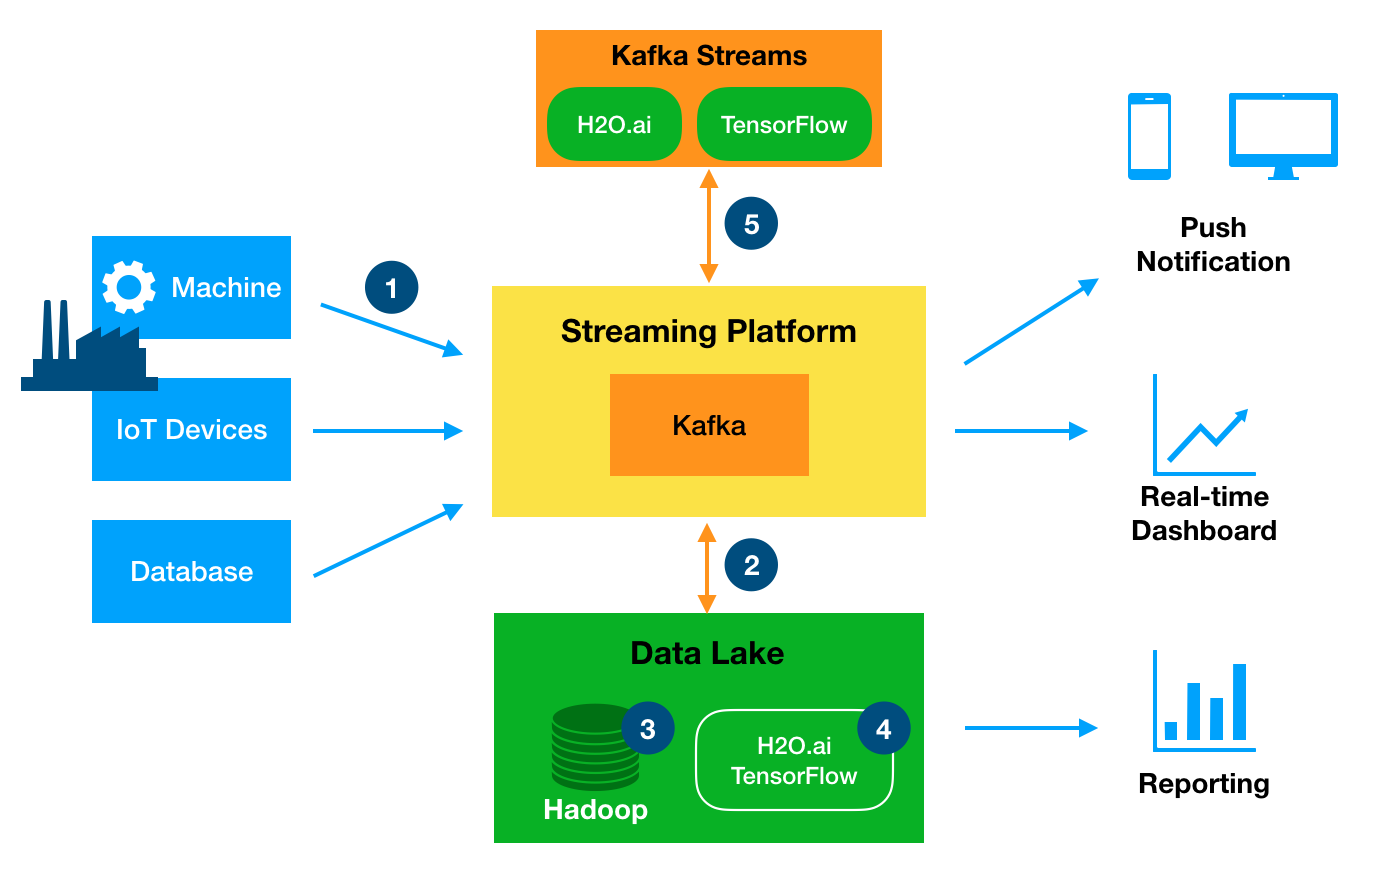 Kafka Streams
H2O.ai
TensorFlow
5
Push
Notification
Machine
1
Streaming Platform
Kafka
IoT Devices
Real-time
Dashboard
Database
2
Data Lake
3
4
H2O.ai
TensorFlow
Hadoop
Reporting